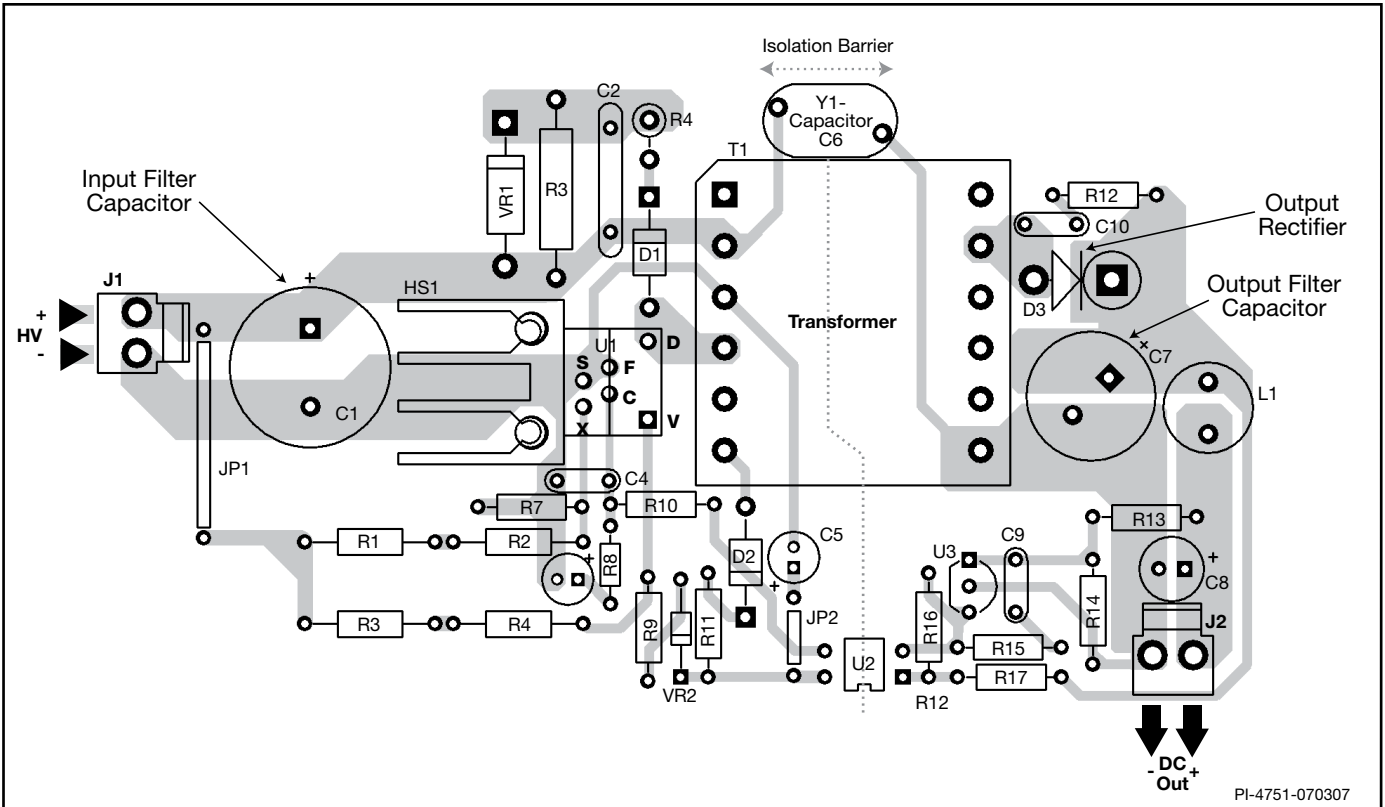 Isolation Barrier
Y1-
Capacitor
C6
C2
R4
T1
Input Filter
Capacitor
VR1
R3
R12
C10
Output
Rectifier
D1
J1
+
HS1
D3
Output Filter
Capacitor
+
HV
-
Transformer
U1
D
S
F
C
X
V
+
C7
C1
L1
JP1
C4
R7
R10
R13
R1
R2
+
R8
D2
C5
+
U3
C9
+
C8
R14
R3
R4
R9
R11
JP2
R16
R15
J2
U2
R17
VR2
R12
- DC +
Out
PI-4751-070307